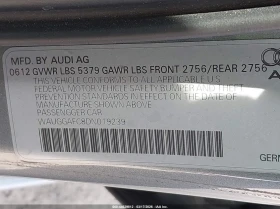 MFD. BY AUDI AG
0612 GVWR LBS 5379 GAWR LBS FRONT 2756/REAR 2756
THIS VEHICLE CONFORMS TO ALL APPLICABLE
FEDERAL MOTOR VEHICLE SAFETY, BUMPER, AND
THEFT PREVENTION STANDARDS IN EFFECT ON THE
DATE OF MANUFACTURE SHOWN ABOVE.
PASSENGER CAR
WAUGGAFC8DN019239
GERM